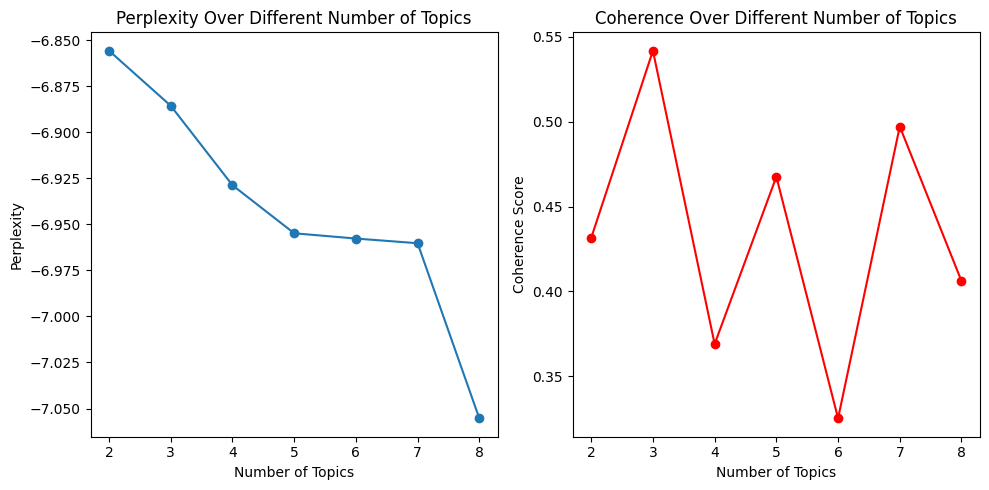 Perplexity Over Different Number of Topics
−6.850
−6.875
−6.900
−6.925
−6.950
−6.975
−7.000
−7.025
−7.050
Perplexity
2 3 4 5 6 7 8
Number of Topics
Coherence Over Different Number of Topics
0.55
0.50
0.45
0.40
0.35
Coherence Score
2 3 4 5 6 7 8
Number of Topics